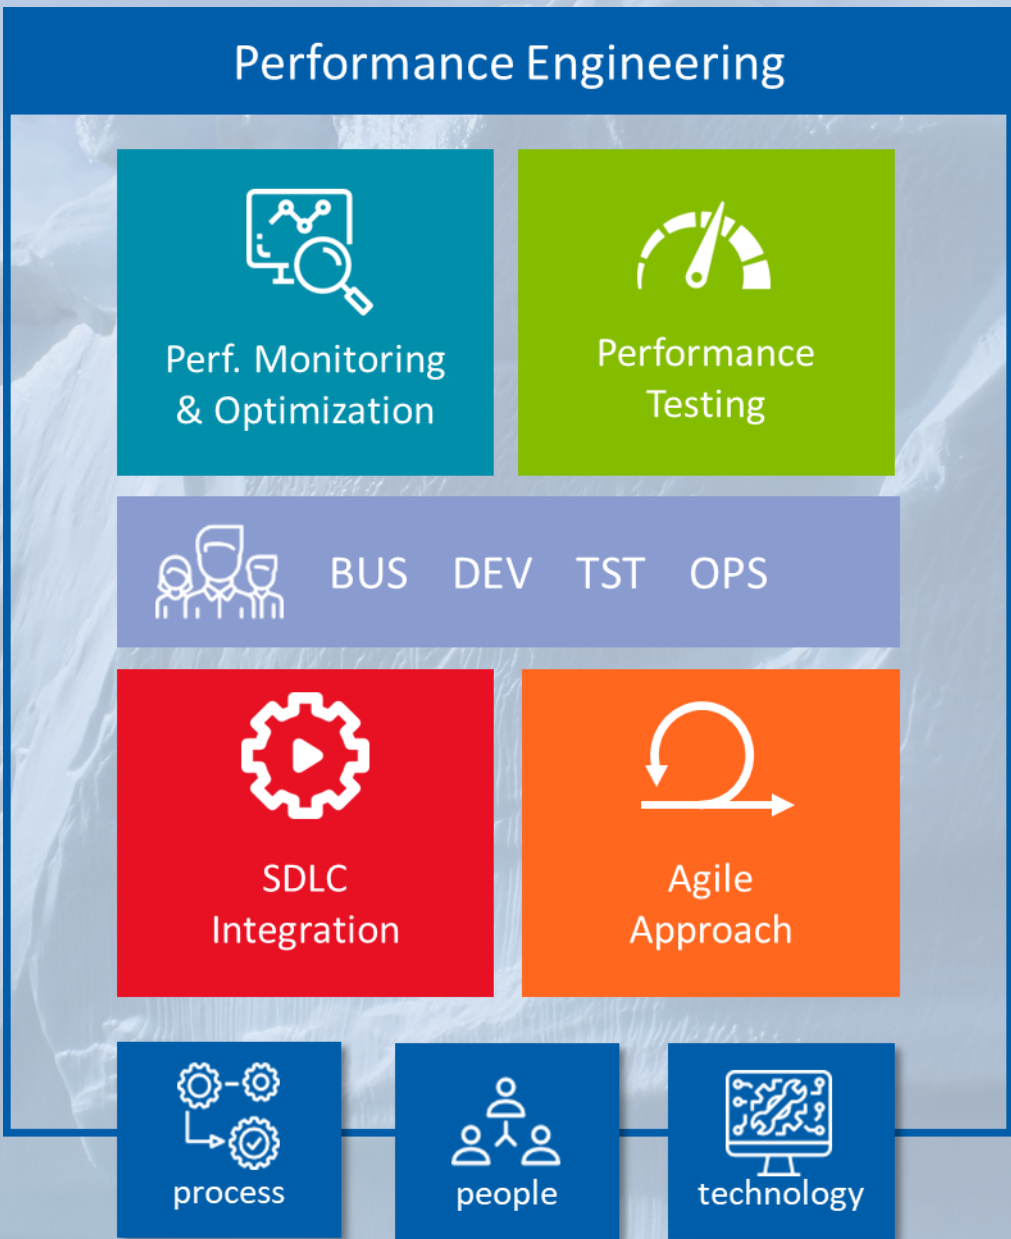 Performance Engineering
Perf. Monitoring
& Optimization
Performance
Testing
BUS DEV TST OPS
SDLC
Integration
Agile
Approach
process
people
technology